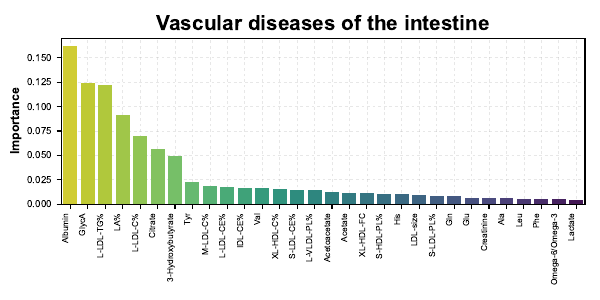 Vascular diseases of the intestine
Importance
0.150
0.125
0.100
0.075
0.050
0.025
0.000
Albumin
GlycA
L-LDL-TG%
LA%
L-LDL-C%
Citrate
3-Hydroxybutyrate
Tyr
M-LDL-C%
L-LDL-CE%
IDL-CE%
Val
XL-HDL-C%
S-LDL-CE%
L-VLDL-PL%
Acetoacetate
Acetate
XL-HDL-FC
S-HDL-PL%
His
LDL-size
S-LDL-PL%
Gln
Glu
Creatinine
Ala
Leu
Phe
Omega-6/Omega-3
Lactate